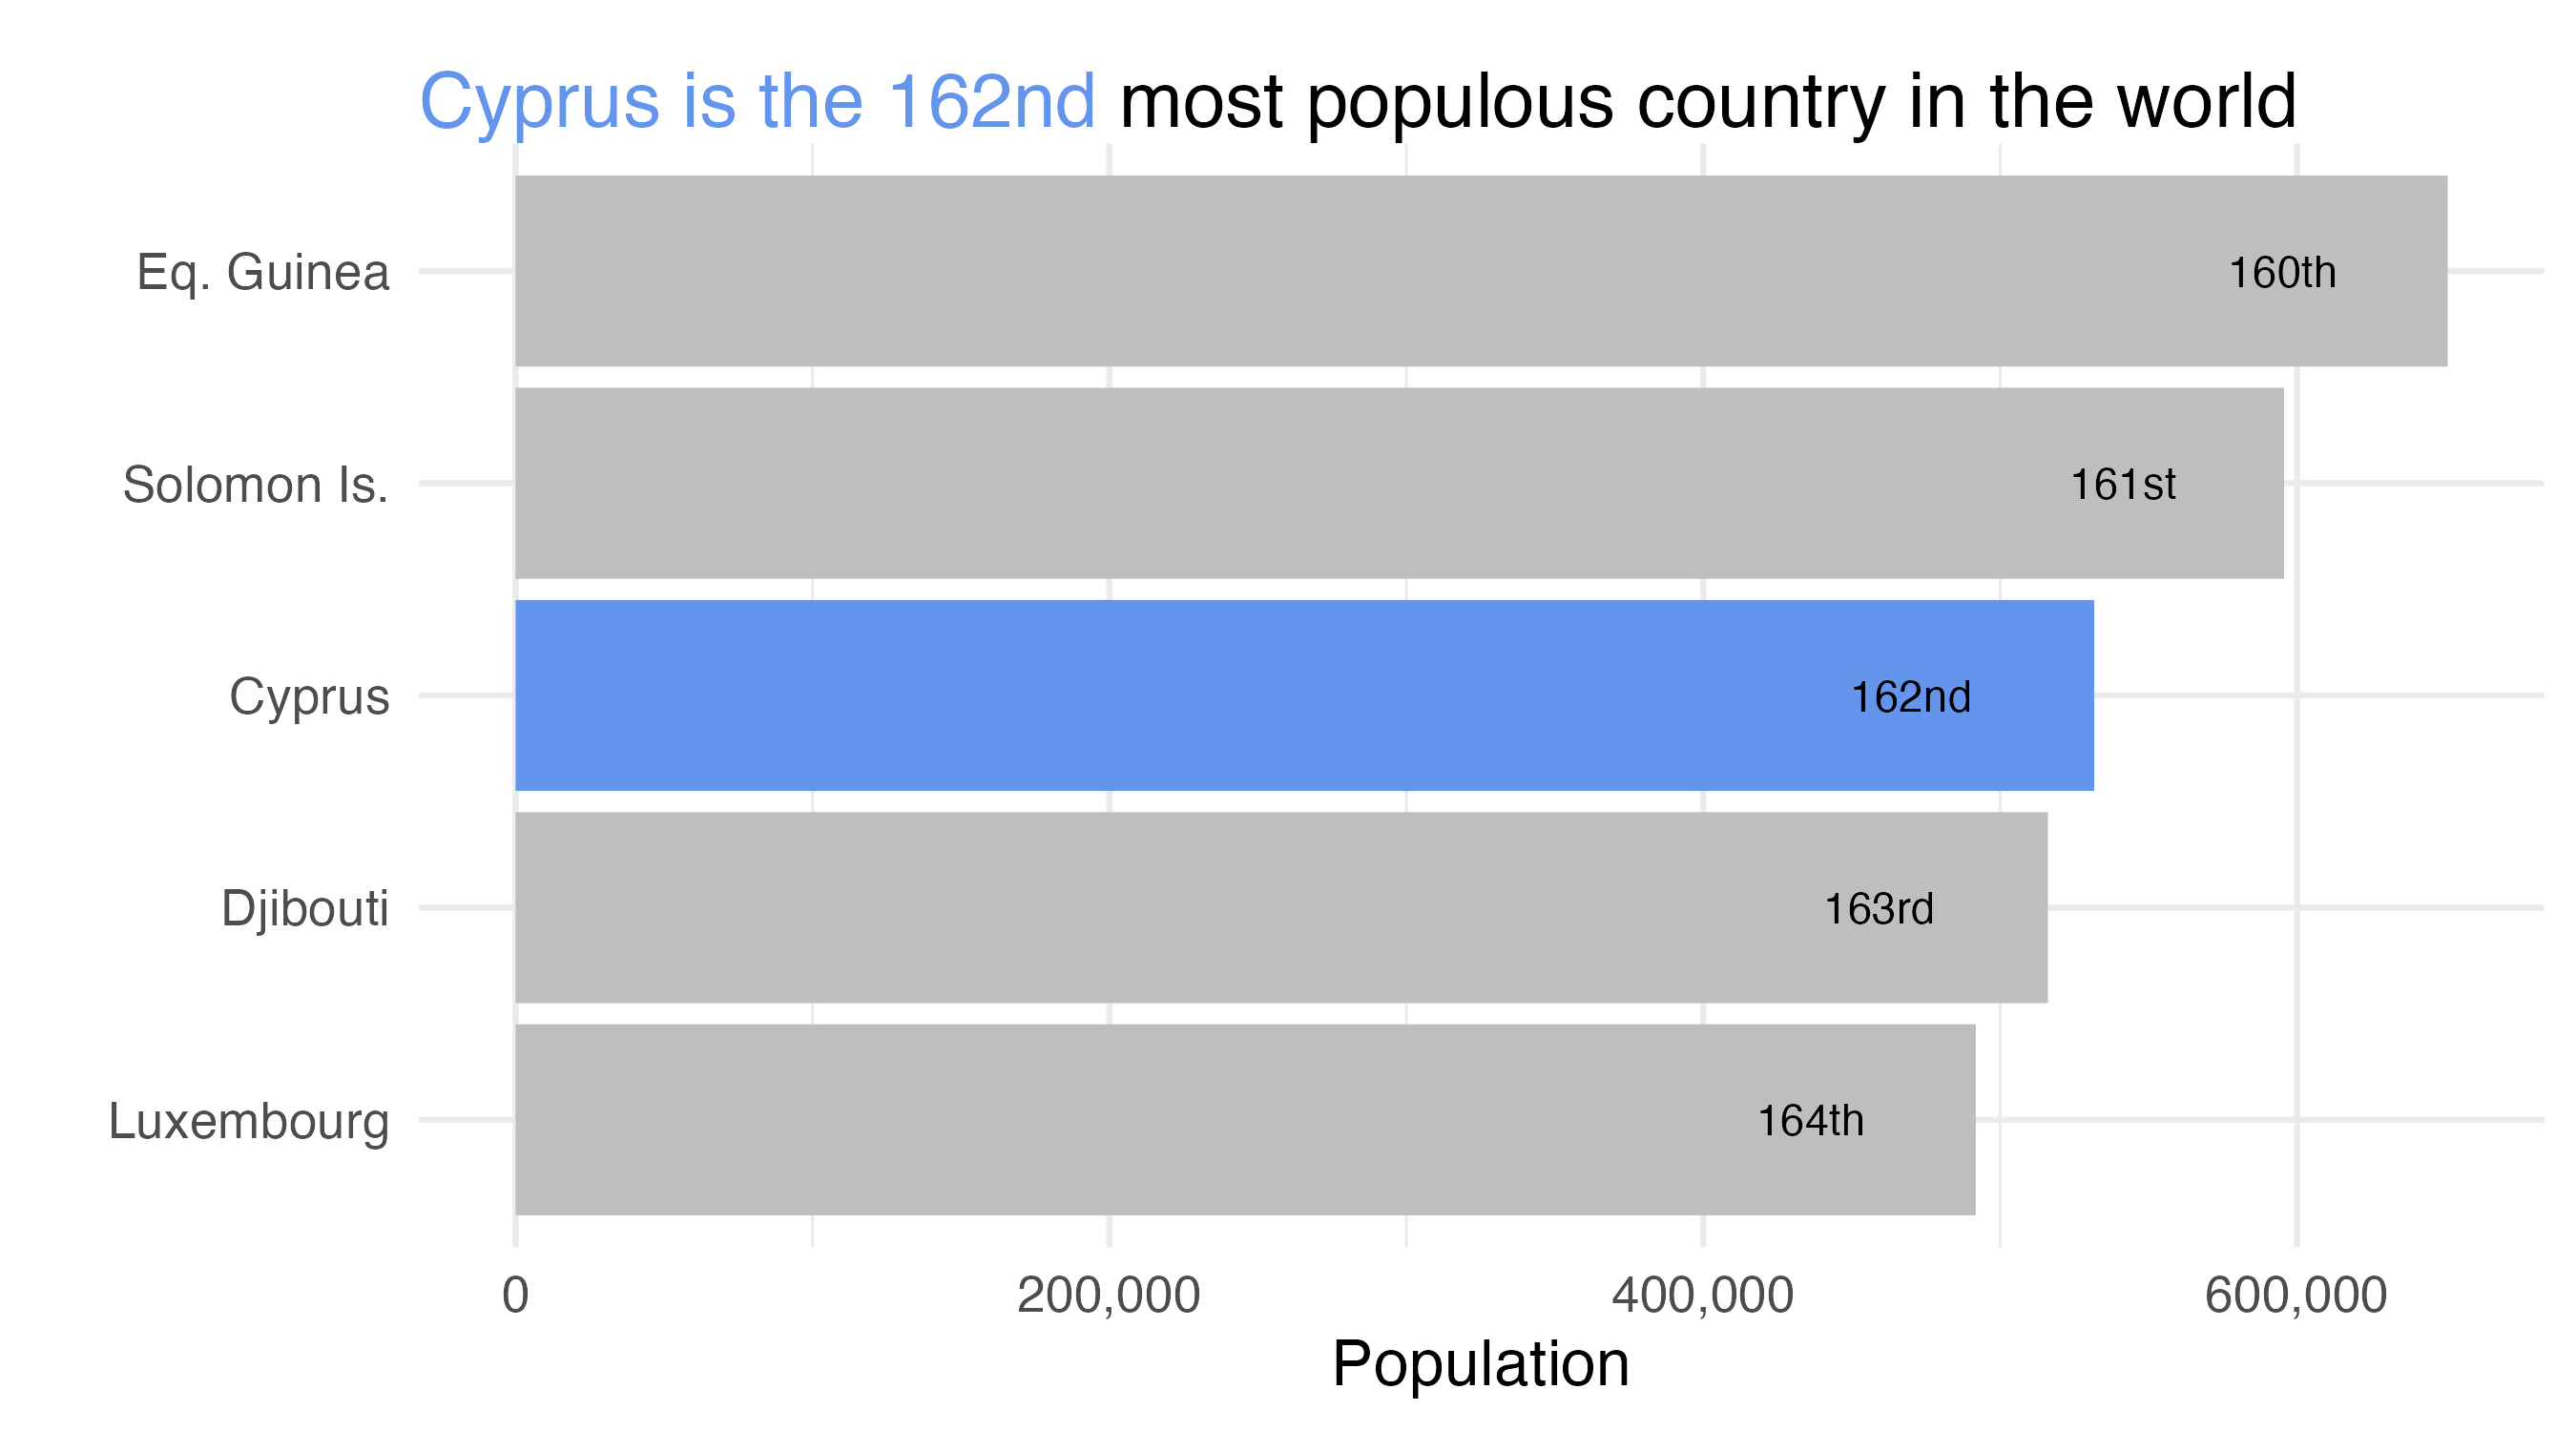 Cyprus is the 162nd most populous country in the world
Eq. Guinea
160th
Solomon Is.
161st
Cyprus
162nd
Djibouti
163rd
Luxembourg
164th
0
200,000
400,000
600,000
Population